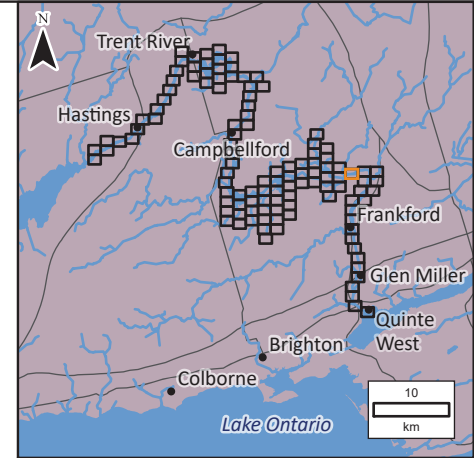 N
Trent River
Hastings
Campbellford
Frankford
Glen Miller
Quinte
West
Brighton
Colborne
Lake Ontario
10
km